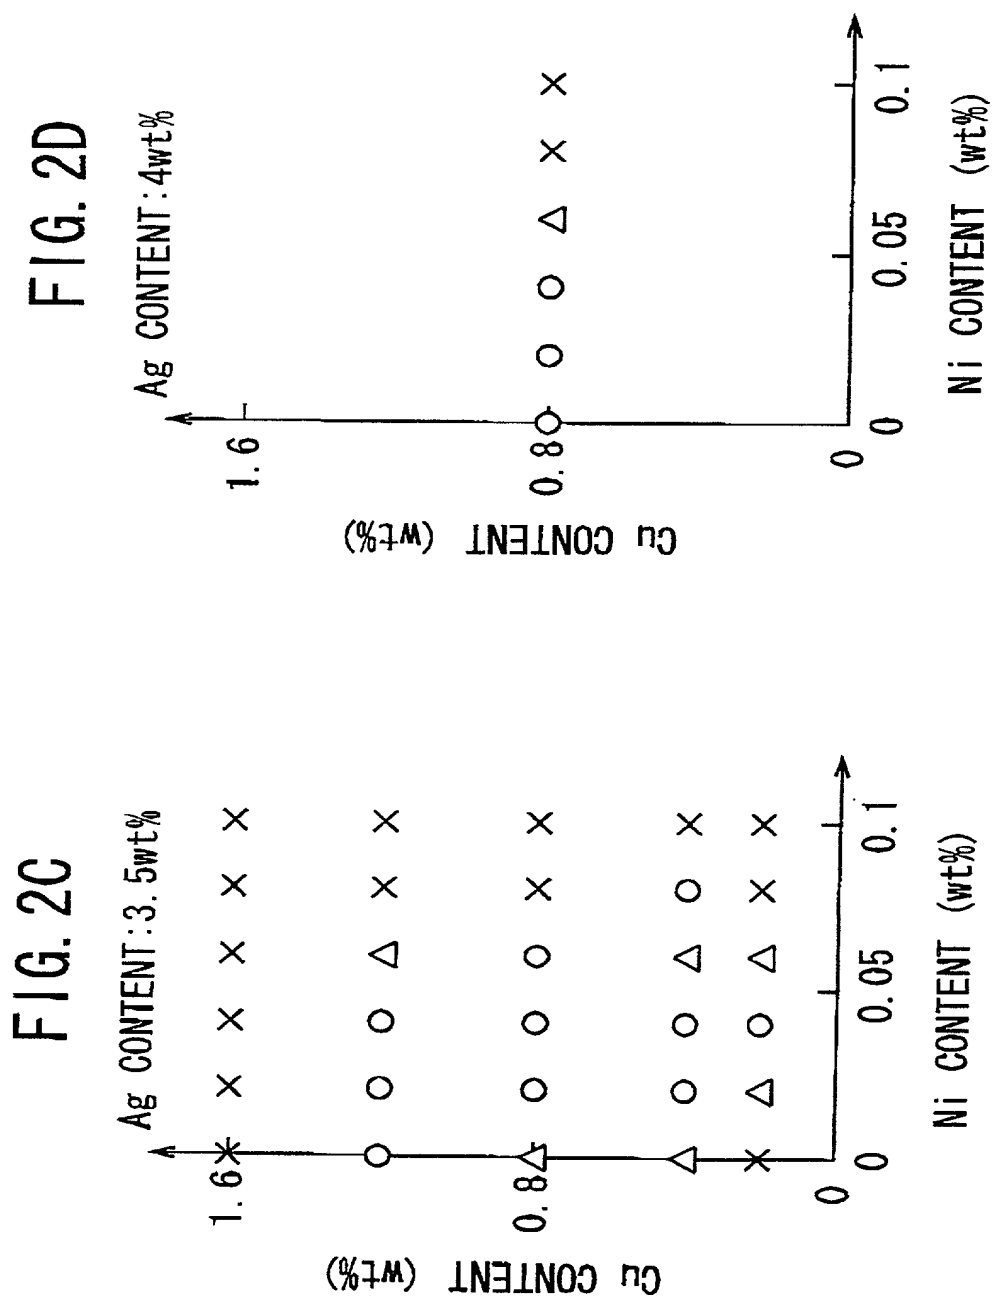 FIG. 2C
Ag CONTENT:3. 5wt%
Cu CONTENT (wt%)
1. 6
0. 8
0
0
0. 05
0. 1
Ni CONTENT (wt%)
FIG. 2D
Ag CONTENT:4wt%
Cu CONTENT (wt%)
1. 6
0. 8
0
0
0. 05
0. 1
Ni CONTENT (wt%)